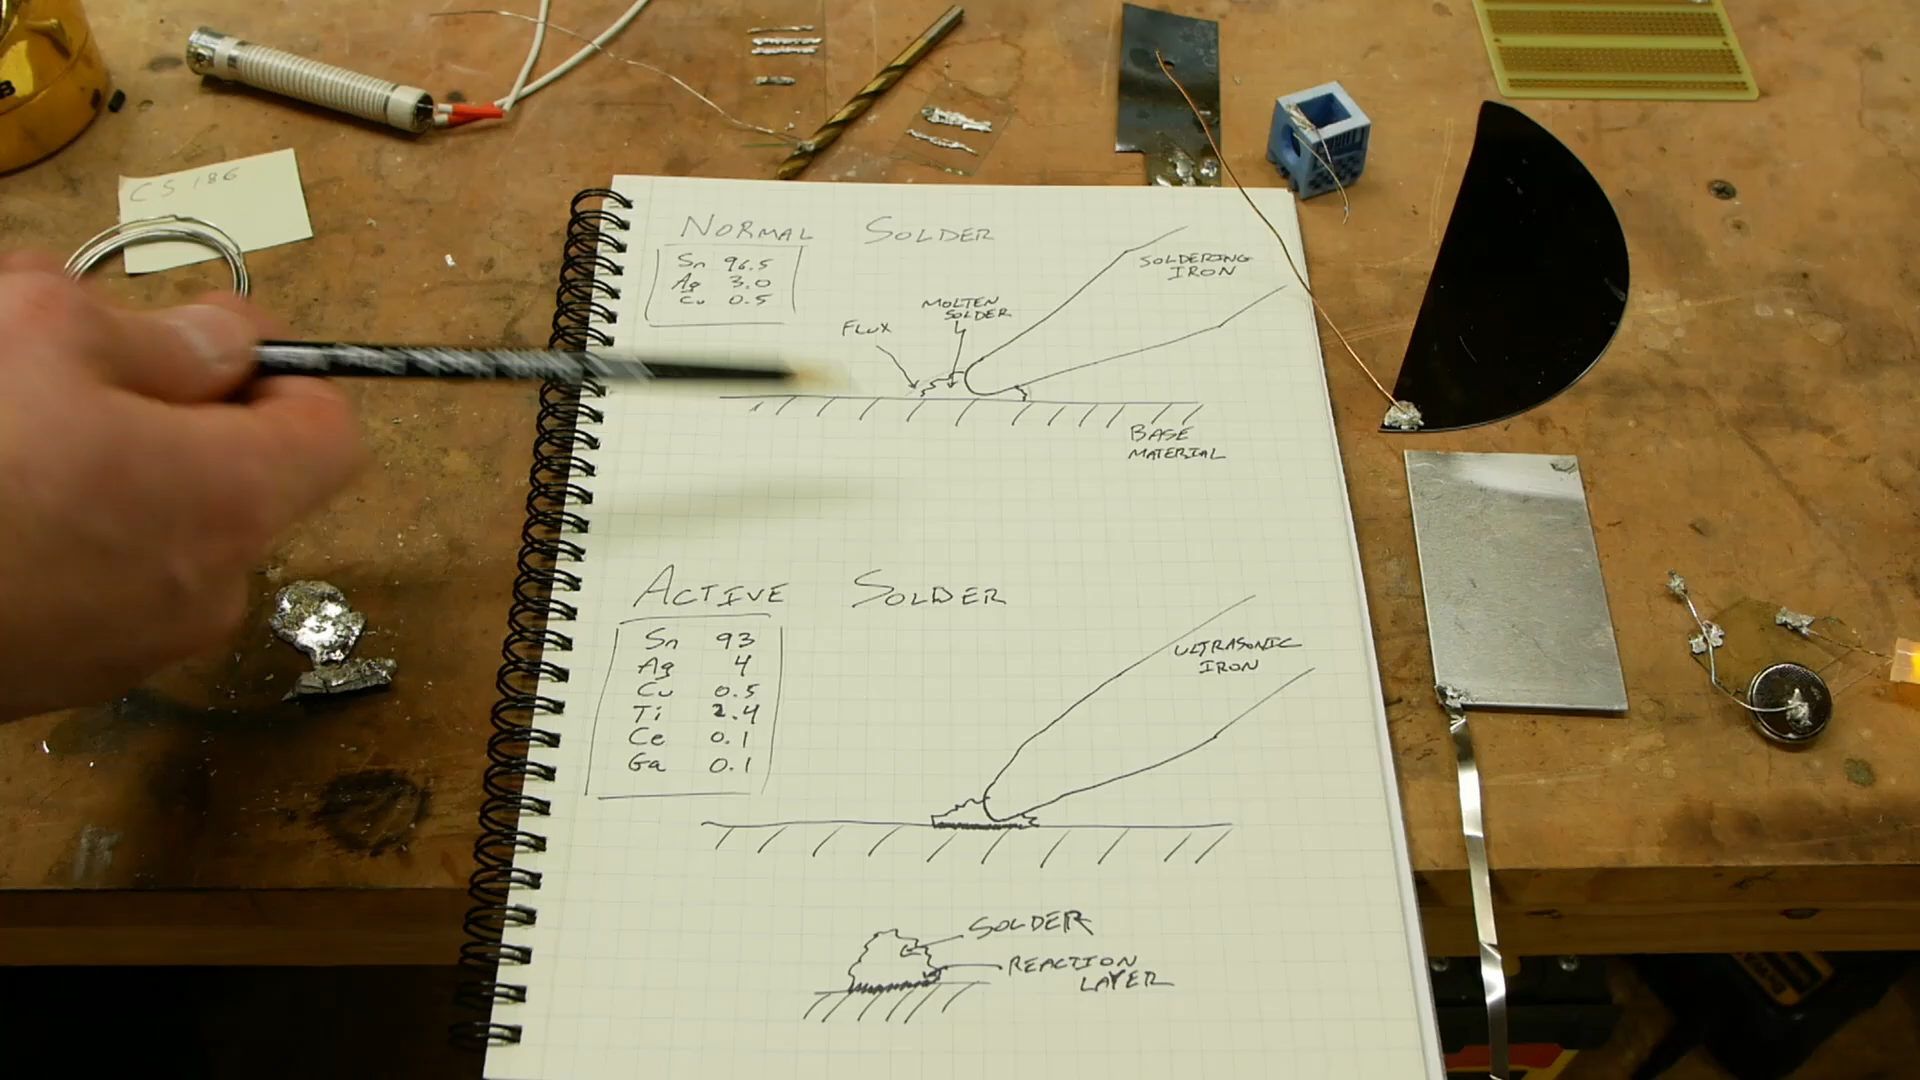 CS 186
NORMAL SOLDER
Sn 96.5
Ag 3.0
Cu 0.5
FLUX
MOLTEN
SOLDER
SOLDERING
IRON
BASE
MATERIAL
ACTIVE SOLDER
Sn 93
Ag 4
Cu 0.5
Ti 2.4
Ce 0.1
Ga 0.1
ULTRASONIC
IRON
SOLDER
REACTION
LAYER